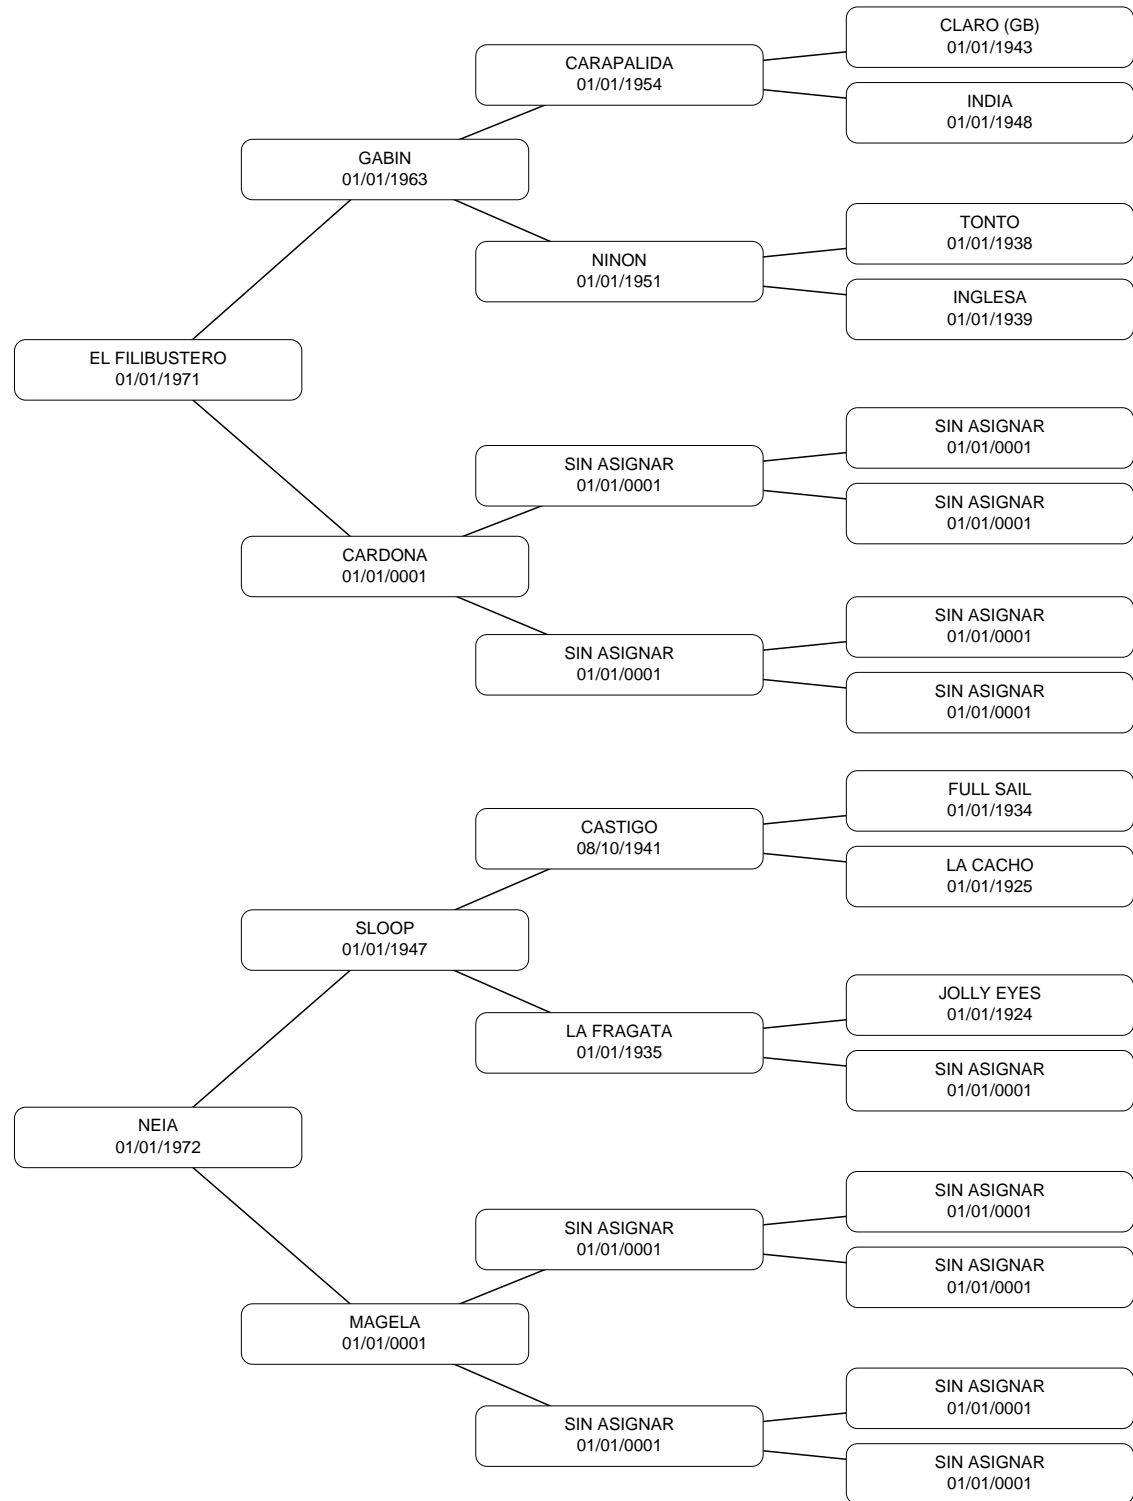 CLARO (GB)
01/01/1943
CARAPALIDA
01/01/1954
INDIA
01/01/1948
GABIN
01/01/1963
TONTO
01/01/1938
NINON
01/01/1951
INGLESA
01/01/1939
EL FILIBUSTERO
01/01/1971
SIN ASIGNAR
01/01/0001
SIN ASIGNAR
01/01/0001
SIN ASIGNAR
01/01/0001
CARDONA
01/01/0001
SIN ASIGNAR
01/01/0001
SIN ASIGNAR
01/01/0001
SIN ASIGNAR
01/01/0001
FULL SAIL
01/01/1934
CASTIGO
08/10/1941
LA CACHO
01/01/1925
SLOOP
01/01/1947
JOLLY EYES
01/01/1924
LA FRAGATA
01/01/1935
SIN ASIGNAR
01/01/0001
NEIA
01/01/1972
SIN ASIGNAR
01/01/0001
SIN ASIGNAR
01/01/0001
SIN ASIGNAR
01/01/0001
MAGELA
01/01/0001
SIN ASIGNAR
01/01/0001
SIN ASIGNAR
01/01/0001
SIN ASIGNAR
01/01/0001